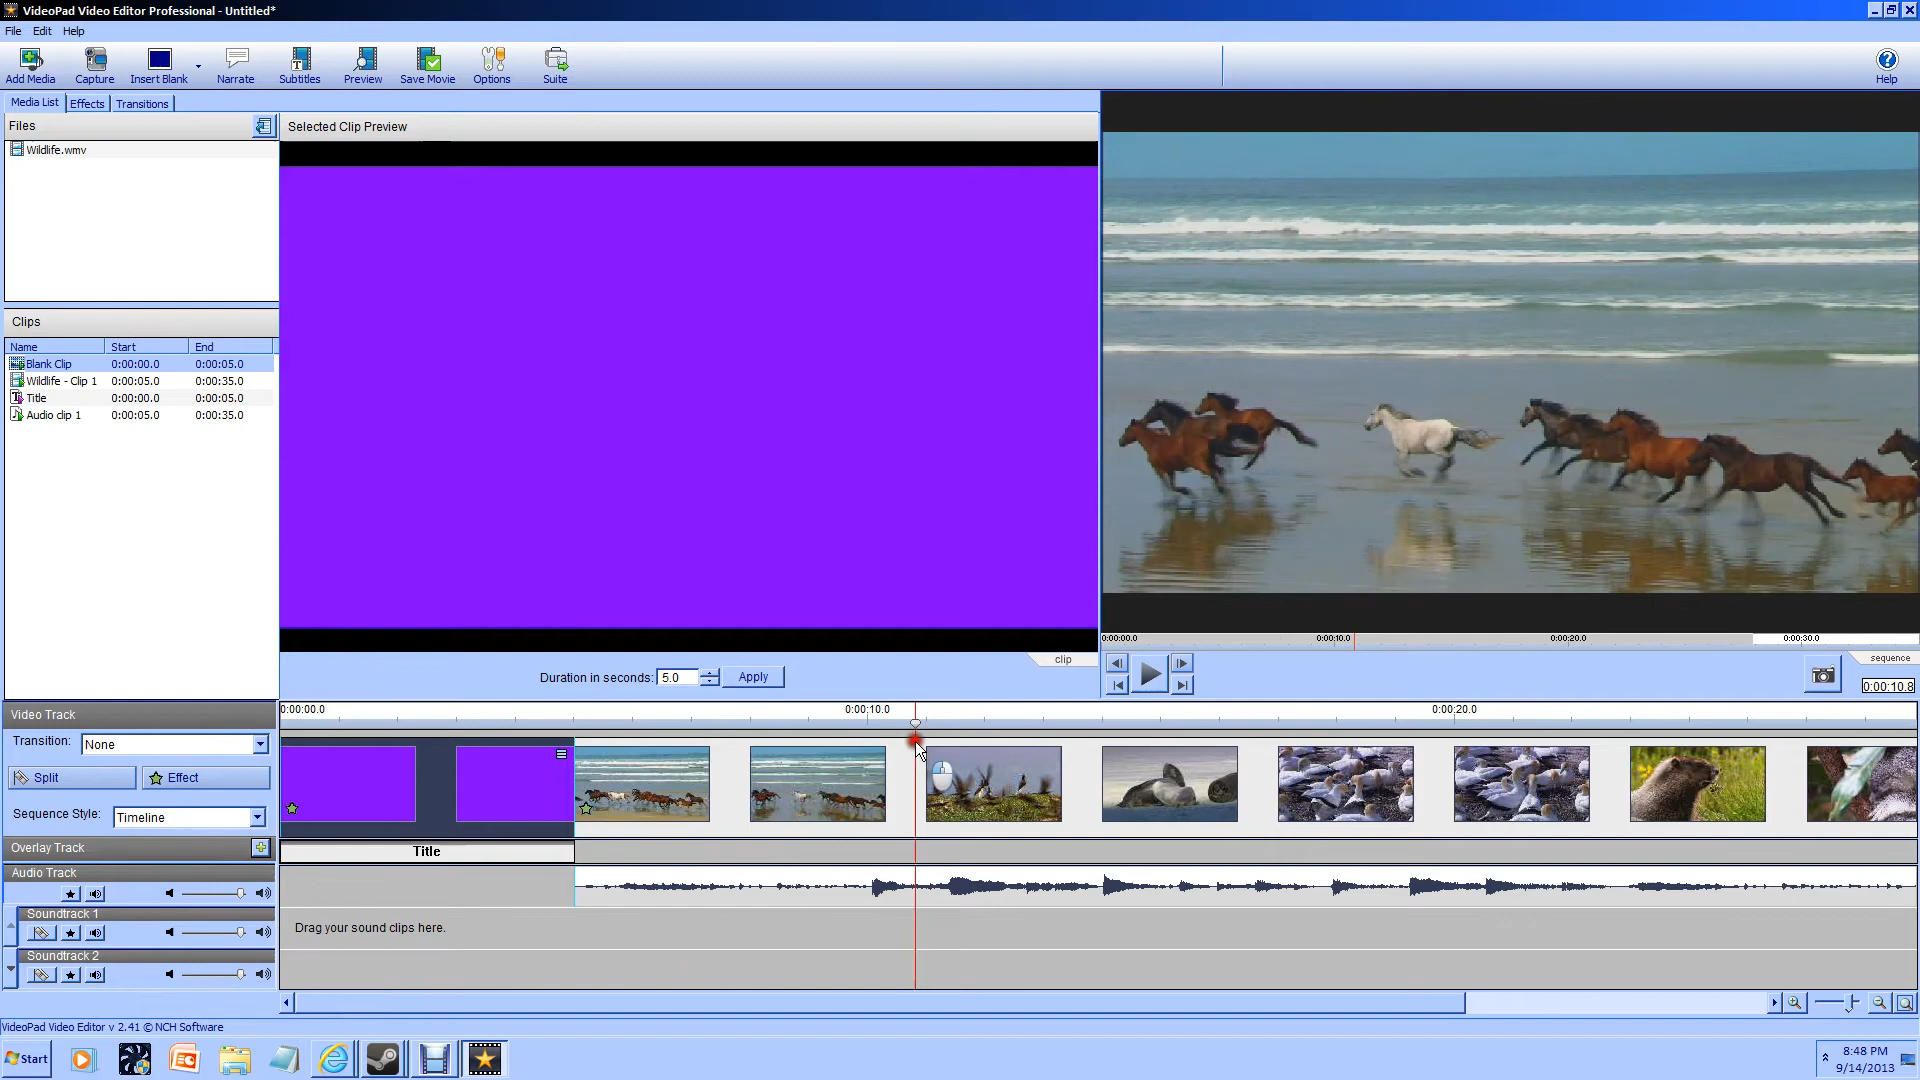 VideoPad Video Editor Professional - Untitled*
File Edit Help
Add Media Capture Insert Blank Narrate Subtitles Preview Save Movie Options Suite Help
Media List Effects Transitions
Files
Selected Clip Preview
Wildlife.wmv
Clips
Name Start End
Blank Clip 0:00:00.0 0:00:05.0
Wildlife - Clip 1 0:00:05.0 0:00:35.0
Title 0:00:00.0 0:00:05.0
Audio clip 1 0:00:05.0 0:00:35.0
0:00:00.0 0:00:10.0 0:00:20.0 0:00:30.0
clip
sequence
Duration in seconds: 5.0 Apply
0:00:10.8
Video Track
0:00:00.0 0:00:10.0 0:00:20.0
Transition: None
Split Effect
Sequence Style: Timeline
Overlay Track
Title
Audio Track
Soundtrack 1
Drag your sound clips here.
Soundtrack 2
VideoPad Video Editor v 2.41 © NCH Software
Start
8:48 PM
9/14/2013